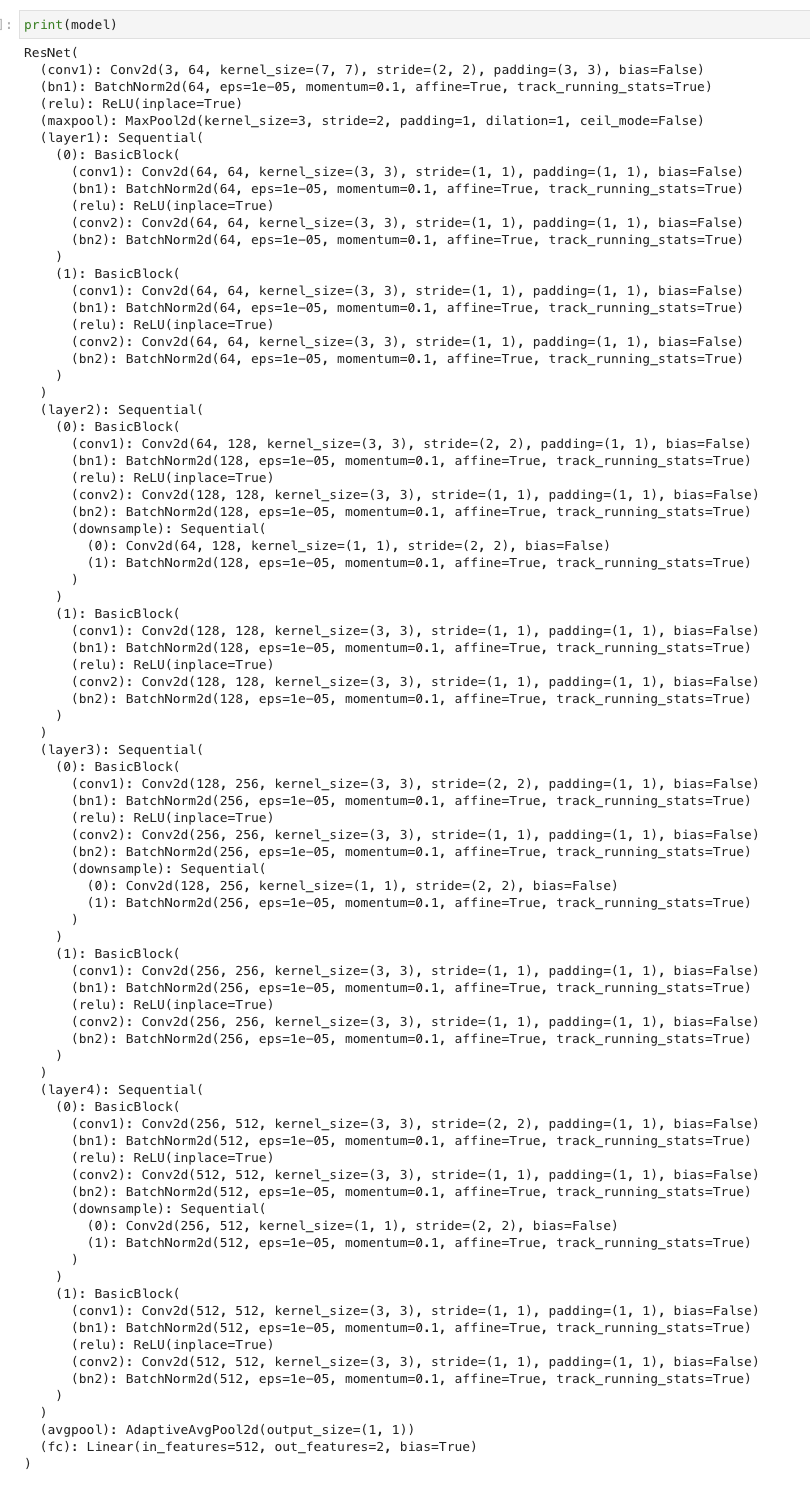 ]: print(model)
ResNet(
  (conv1): Conv2d(3, 64, kernel_size=(7, 7), stride=(2, 2), padding=(3, 3), bias=False)
  (bn1): BatchNorm2d(64, eps=1e-05, momentum=0.1, affine=True, track_running_stats=True)
  (relu): ReLU(inplace=True)
  (maxpool): MaxPool2d(kernel_size=3, stride=2, padding=1, dilation=1, ceil_mode=False)
  (layer1): Sequential(
    (0): BasicBlock(
      (conv1): Conv2d(64, 64, kernel_size=(3, 3), stride=(1, 1), padding=(1, 1), bias=False)
      (bn1): BatchNorm2d(64, eps=1e-05, momentum=0.1, affine=True, track_running_stats=True)
      (relu): ReLU(inplace=True)
      (conv2): Conv2d(64, 64, kernel_size=(3, 3), stride=(1, 1), padding=(1, 1), bias=False)
      (bn2): BatchNorm2d(64, eps=1e-05, momentum=0.1, affine=True, track_running_stats=True)
    )
    (1): BasicBlock(
      (conv1): Conv2d(64, 64, kernel_size=(3, 3), stride=(1, 1), padding=(1, 1), bias=False)
      (bn1): BatchNorm2d(64, eps=1e-05, momentum=0.1, affine=True, track_running_stats=True)
      (relu): ReLU(inplace=True)
      (conv2): Conv2d(64, 64, kernel_size=(3, 3), stride=(1, 1), padding=(1, 1), bias=False)
      (bn2): BatchNorm2d(64, eps=1e-05, momentum=0.1, affine=True, track_running_stats=True)
    )
  )
  (layer2): Sequential(
    (0): BasicBlock(
      (conv1): Conv2d(64, 128, kernel_size=(3, 3), stride=(2, 2), padding=(1, 1), bias=False)
      (bn1): BatchNorm2d(128, eps=1e-05, momentum=0.1, affine=True, track_running_stats=True)
      (relu): ReLU(inplace=True)
      (conv2): Conv2d(128, 128, kernel_size=(3, 3), stride=(1, 1), padding=(1, 1), bias=False)
      (bn2): BatchNorm2d(128, eps=1e-05, momentum=0.1, affine=True, track_running_stats=True)
      (downsample): Sequential(
        (0): Conv2d(64, 128, kernel_size=(1, 1), stride=(2, 2), bias=False)
        (1): BatchNorm2d(128, eps=1e-05, momentum=0.1, affine=True, track_running_stats=True)
      )
    )
    (1): BasicBlock(
      (conv1): Conv2d(128, 128, kernel_size=(3, 3), stride=(1, 1), padding=(1, 1), bias=False)
      (bn1): BatchNorm2d(128, eps=1e-05, momentum=0.1, affine=True, track_running_stats=True)
      (relu): ReLU(inplace=True)
      (conv2): Conv2d(128, 128, kernel_size=(3, 3), stride=(1, 1), padding=(1, 1), bias=False)
      (bn2): BatchNorm2d(128, eps=1e-05, momentum=0.1, affine=True, track_running_stats=True)
    )
  )
  (layer3): Sequential(
    (0): BasicBlock(
      (conv1): Conv2d(128, 256, kernel_size=(3, 3), stride=(2, 2), padding=(1, 1), bias=False)
      (bn1): BatchNorm2d(256, eps=1e-05, momentum=0.1, affine=True, track_running_stats=True)
      (relu): ReLU(inplace=True)
      (conv2): Conv2d(256, 256, kernel_size=(3, 3), stride=(1, 1), padding=(1, 1), bias=False)
      (bn2): BatchNorm2d(256, eps=1e-05, momentum=0.1, affine=True, track_running_stats=True)
      (downsample): Sequential(
        (0): Conv2d(128, 256, kernel_size=(1, 1), stride=(2, 2), bias=False)
        (1): BatchNorm2d(256, eps=1e-05, momentum=0.1, affine=True, track_running_stats=True)
      )
    )
    (1): BasicBlock(
      (conv1): Conv2d(256, 256, kernel_size=(3, 3), stride=(1, 1), padding=(1, 1), bias=False)
      (bn1): BatchNorm2d(256, eps=1e-05, momentum=0.1, affine=True, track_running_stats=True)
      (relu): ReLU(inplace=True)
      (conv2): Conv2d(256, 256, kernel_size=(3, 3), stride=(1, 1), padding=(1, 1), bias=False)
      (bn2): BatchNorm2d(256, eps=1e-05, momentum=0.1, affine=True, track_running_stats=True)
    )
  )
  (layer4): Sequential(
    (0): BasicBlock(
      (conv1): Conv2d(256, 512, kernel_size=(3, 3), stride=(2, 2), padding=(1, 1), bias=False)
      (bn1): BatchNorm2d(512, eps=1e-05, momentum=0.1, affine=True, track_running_stats=True)
      (relu): ReLU(inplace=True)
      (conv2): Conv2d(512, 512, kernel_size=(3, 3), stride=(1, 1), padding=(1, 1), bias=False)
      (bn2): BatchNorm2d(512, eps=1e-05, momentum=0.1, affine=True, track_running_stats=True)
      (downsample): Sequential(
        (0): Conv2d(256, 512, kernel_size=(1, 1), stride=(2, 2), bias=False)
        (1): BatchNorm2d(512, eps=1e-05, momentum=0.1, affine=True, track_running_stats=True)
      )
    )
    (1): BasicBlock(
      (conv1): Conv2d(512, 512, kernel_size=(3, 3), stride=(1, 1), padding=(1, 1), bias=False)
      (bn1): BatchNorm2d(512, eps=1e-05, momentum=0.1, affine=True, track_running_stats=True)
      (relu): ReLU(inplace=True)
      (conv2): Conv2d(512, 512, kernel_size=(3, 3), stride=(1, 1), padding=(1, 1), bias=False)
      (bn2): BatchNorm2d(512, eps=1e-05, momentum=0.1, affine=True, track_running_stats=True)
    )
  )
  (avgpool): AdaptiveAvgPool2d(output_size=(1, 1))
  (fc): Linear(in_features=512, out_features=2, bias=True)
)